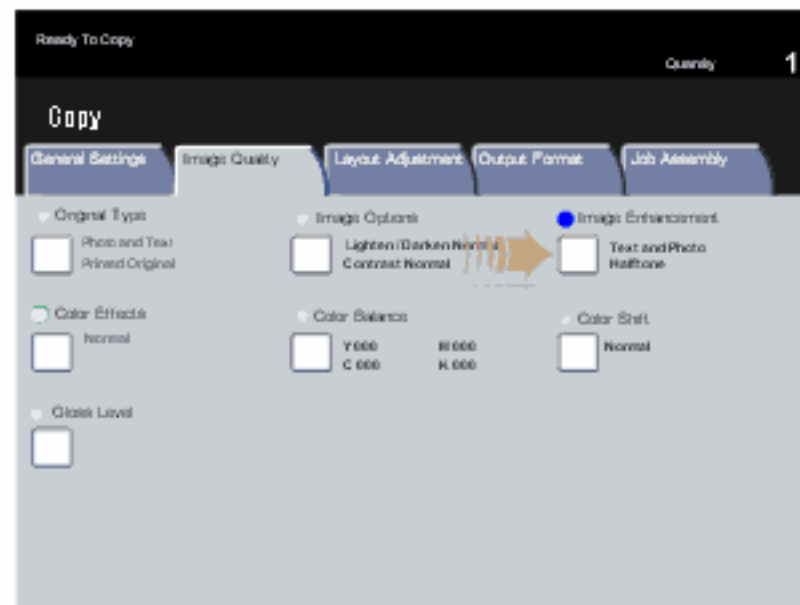 Ready To Copy
Quantity 1
Copy
General Settings
Image Quality
Layout Adjustment
Output Format
Job Assembly
Original Type
Photo and Text
Printed Original
Image Options
Lighten/Darken Normal
Contrast Normal
Image Enhancement
Text and Photo
Halftone
Color Effects
Normal
Color Balance
Y 000 M 000
C 000 K 000
Color Shift
Normal
Gloss Level